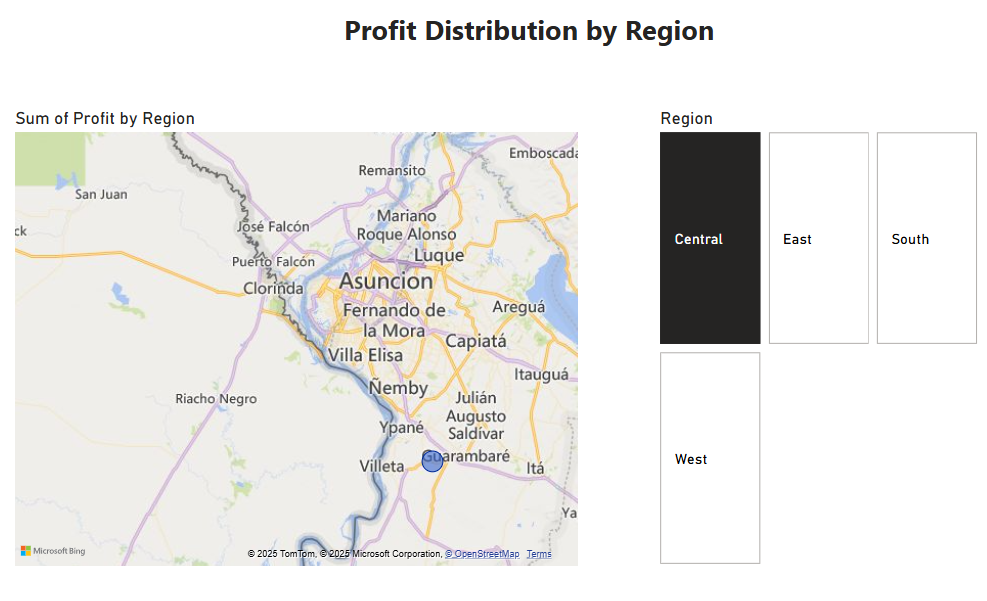 Profit Distribution by Region
Sum of Profit by Region
Region
Emboscada
Remansito
San Juan
Mariano
Roque Alonso
José Falcón
ck
Luque
Puerto Falcón
Clorinda
Asuncion
Central
East
South
Fernando de
la Mora
Areguá
Capiatá
Villa Elisa
Itauguá
Ñemby
Riacho Negro
Julián
Augusto
Saldívar
Ypané
Guarambaré
Villeta
Itá
West
Ya
Microsoft Bing
© 2025 TomTom, © 2025 Microsoft Corporation, © OpenStreetMap Terms